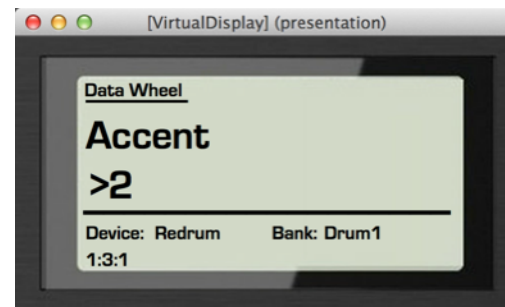 [VirtualDisplay] (presentation)
Data Wheel
Accent
>2
Device: Redrum Bank: Drum1
1:3:1